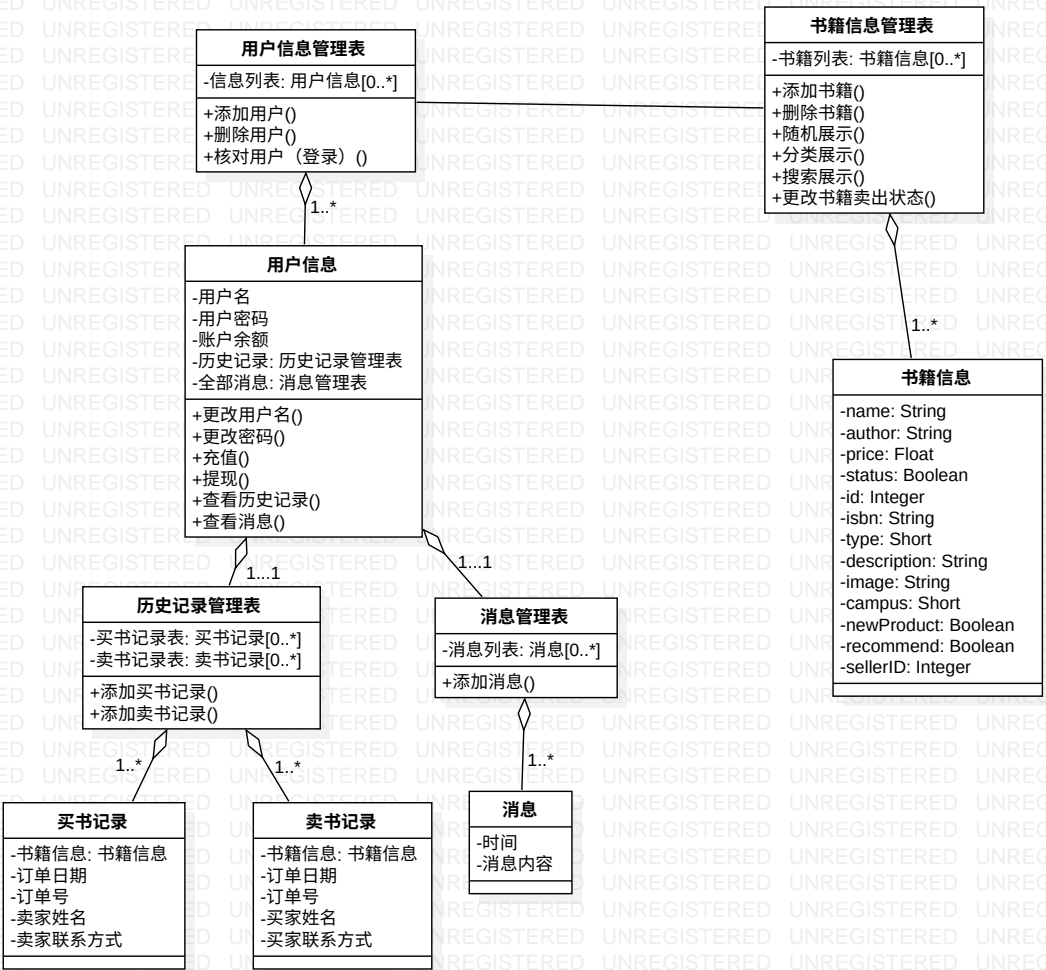 用户信息管理表
-信息列表: 用户信息[0..*]
+添加用户()
+删除用户()
+核对用户（登录）()
书籍信息管理表
-书籍列表: 书籍信息[0..*]
+添加书籍()
+删除书籍()
+随机展示()
+分类展示()
+搜索展示()
+更改书籍卖出状态()
1..*
用户信息
-用户名
-用户密码
-账户余额
-历史记录: 历史记录管理表
-全部消息: 消息管理表
+更改用户名()
+更改密码()
+充值()
+提现()
+查看历史记录()
+查看消息()
1..*
书籍信息
-name: String
-author: String
-price: Float
-status: Boolean
-id: Integer
-isbn: String
-type: Short
-description: String
-image: String
-campus: Short
-newProduct: Boolean
-recommend: Boolean
-sellerID: Integer
1...1
1...1
历史记录管理表
-买书记录表: 买书记录[0..*]
-卖书记录表: 卖书记录[0..*]
+添加买书记录()
+添加卖书记录()
消息管理表
-消息列表: 消息[0..*]
+添加消息()
1..*
1..*
1..*
买书记录
-书籍信息: 书籍信息
-订单日期
-订单号
-卖家姓名
-卖家联系方式
卖书记录
-书籍信息: 书籍信息
-订单日期
-订单号
-买家姓名
-买家联系方式
消息
-时间
-消息内容
UNREGISTERED